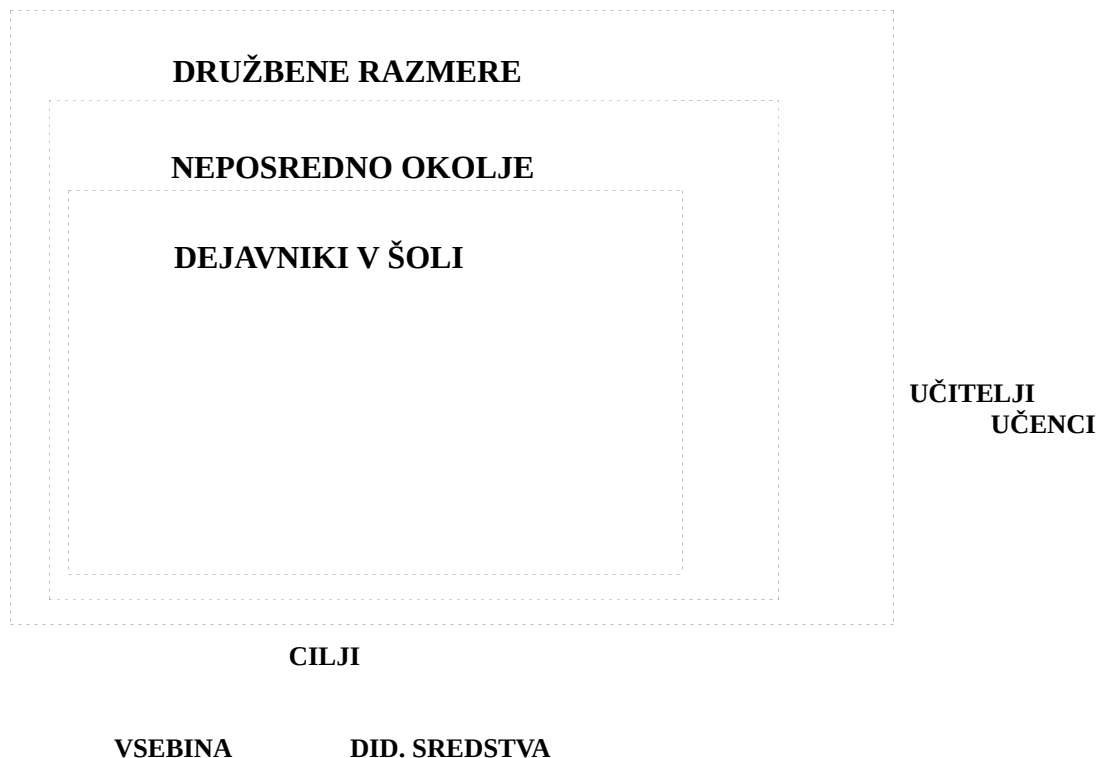 DRUŽBENE RAZMERE
NEPOSREDNO OKOLJE
DEJAVNIKI V ŠOLI
UČITELJI
UČENCI
CILJI
VSEBINA DID. SREDSTVA